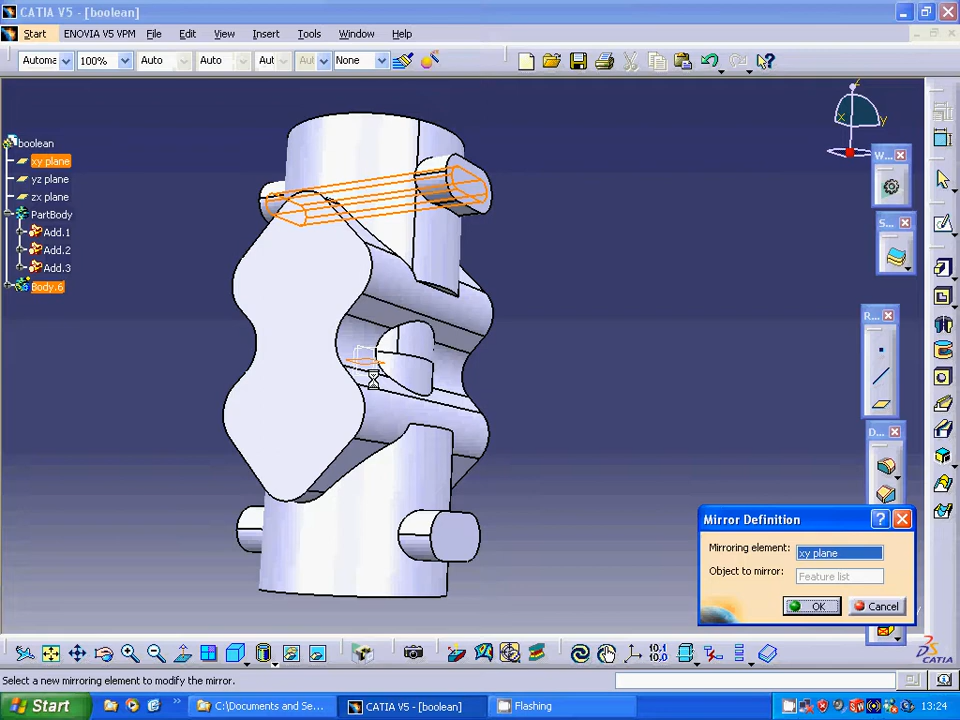 CATIA V5 - [boolean]
Start ENOVIA V5 VPM File Edit View Insert Tools Window Help
Automa 100% Auto Auto Aut Aut None
boolean
xy plane
yz plane
zx plane
PartBody
Add.1
Add.2
Add.3
Body.6
z
x
y
W...
S...
R...
D...
Mirror Definition
Mirroring element: xy plane
Object to mirror: Feature list
OK Cancel
DS
CATIA
Select a new mirroring element to modify the mirror.
Start C:\Documents and Se... CATIA V5 - [boolean] Flashing 13:24